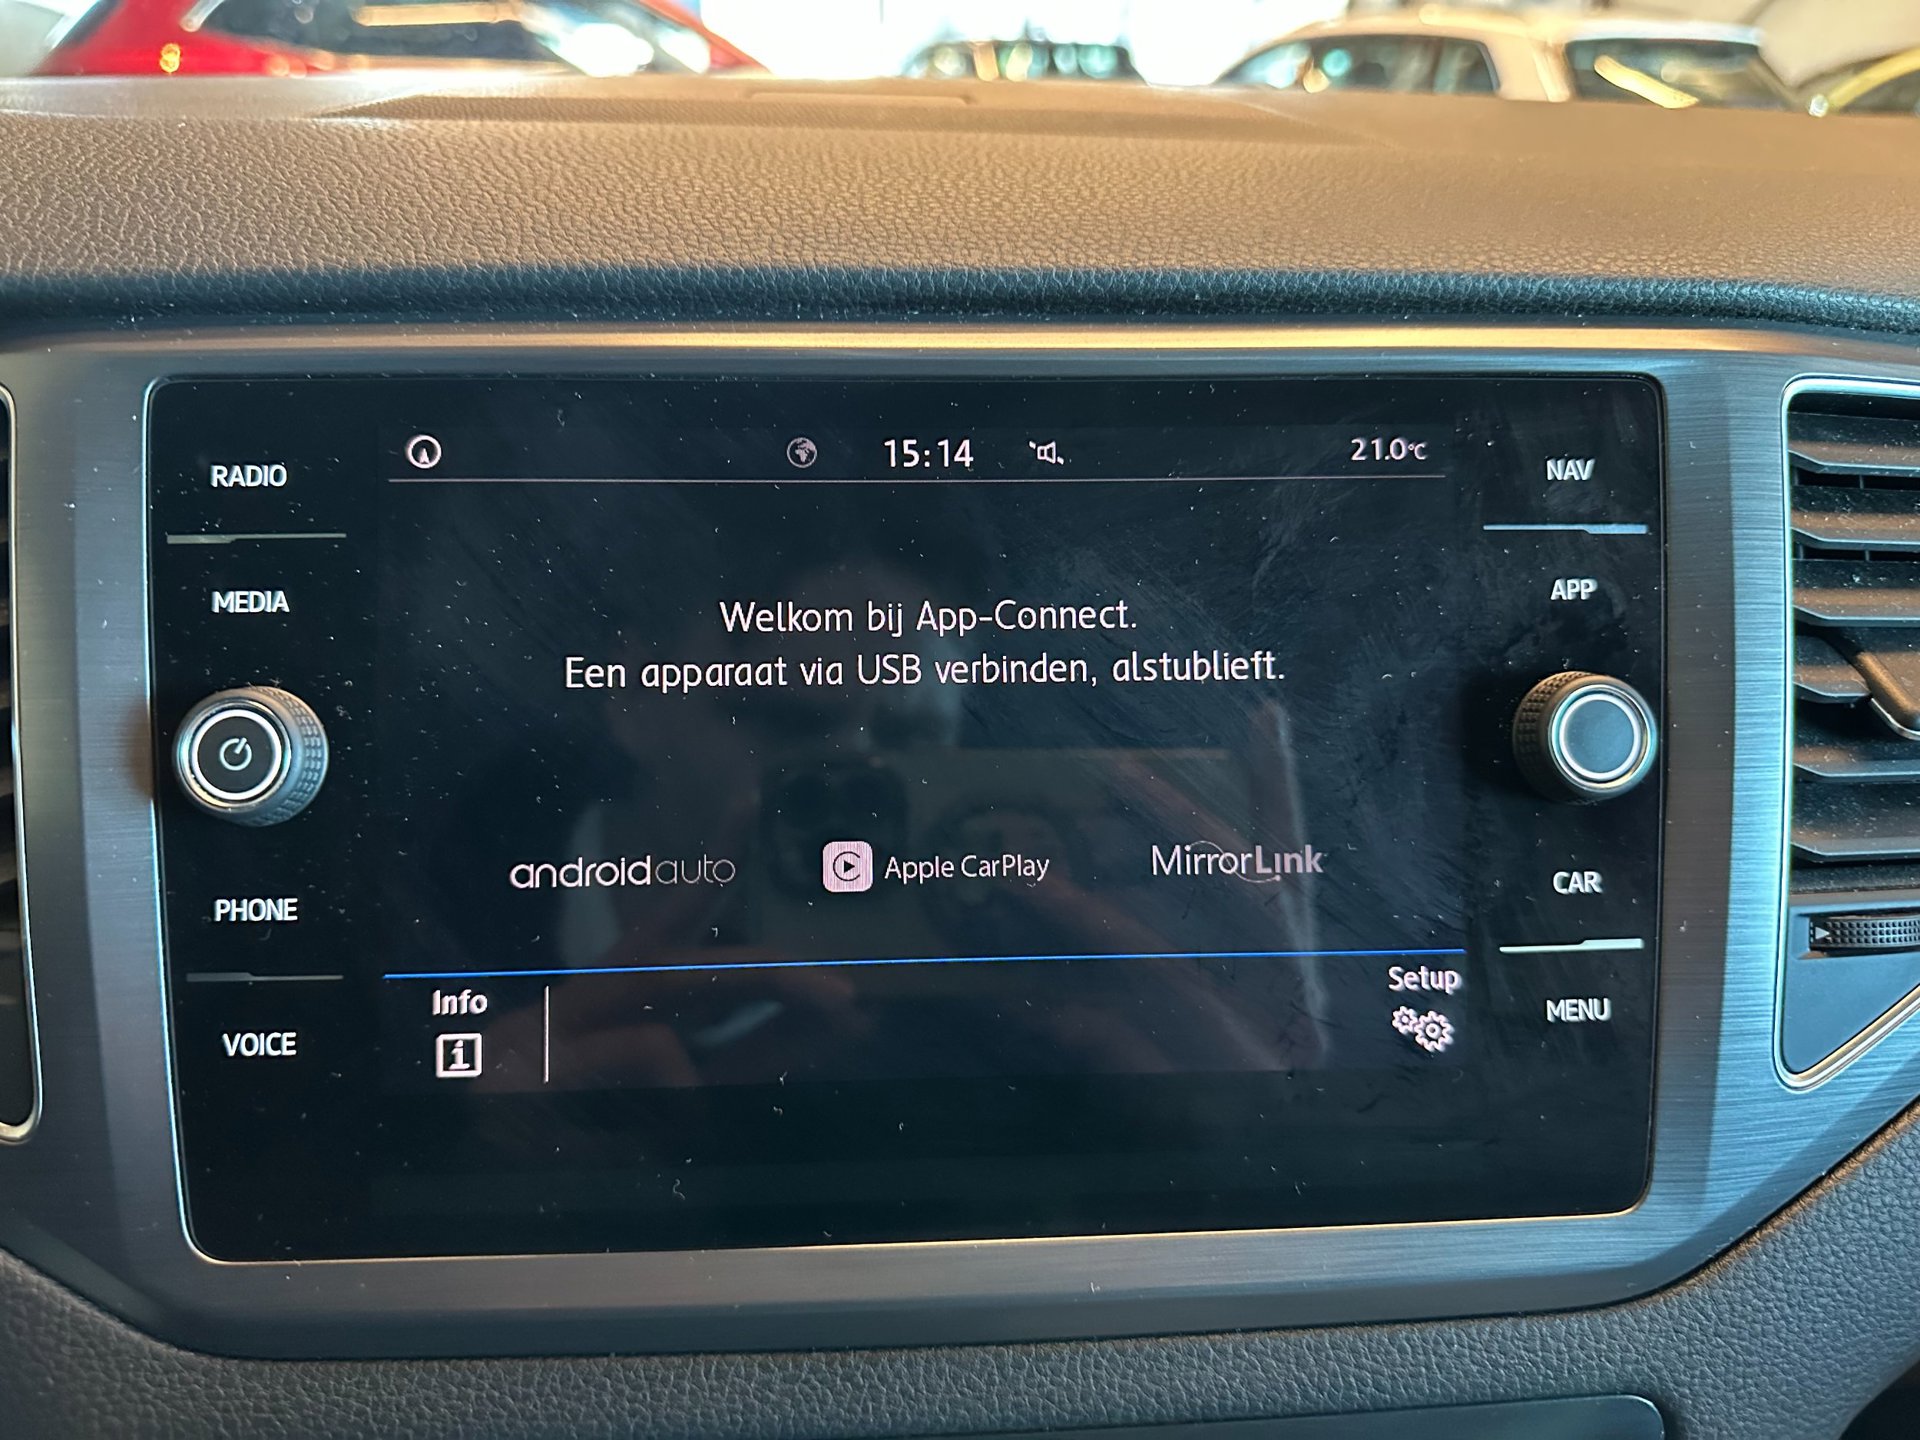 RADIO
MEDIA
PHONE
VOICE
15:14
21.0°C
Welkom bij App-Connect.
Een apparaat via USB verbinden, alstublieft.
androidauto
Apple CarPlay
MirrorLink
Info
i
Setup
NAV
APP
CAR
MENU